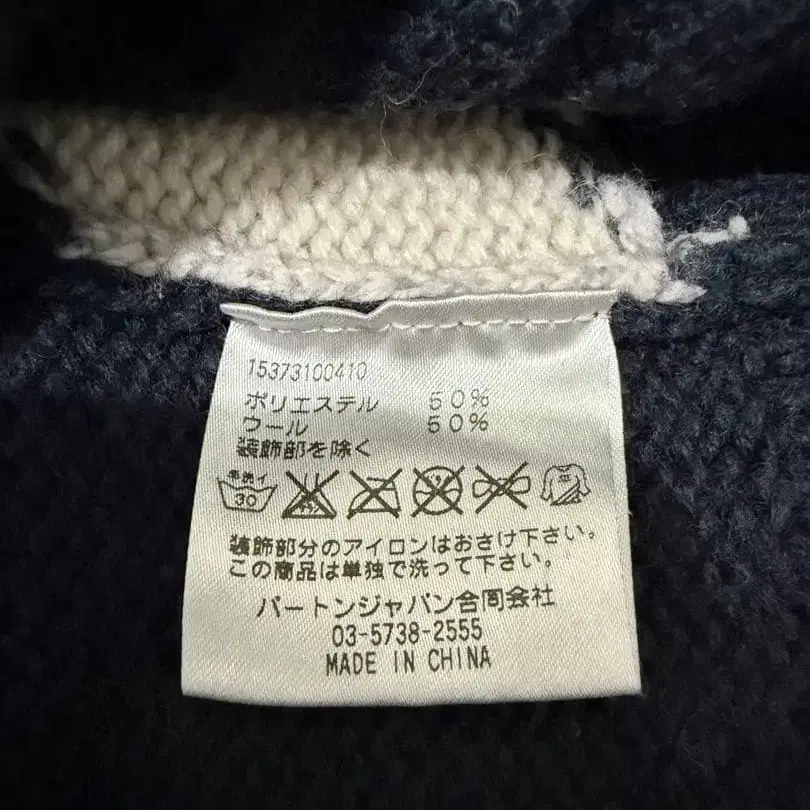 15373100410
ポリエステル 50%
ウール 50%
装飾部を除く
手洗イ
30
装飾部分のアイロンはおさけ下さい。
この商品は単独で洗って下さい。
バートンジャパン合同会社
03-5738-2555
MADE IN CHINA